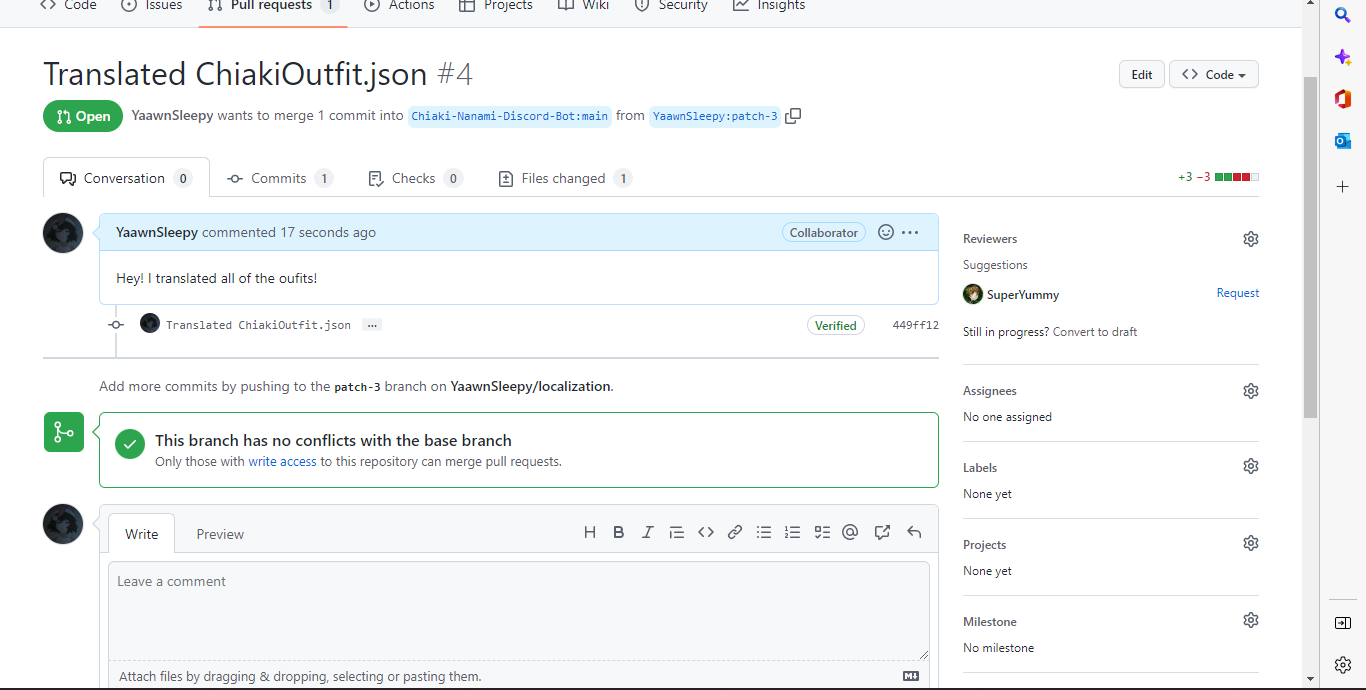 Code Issues Pull requests 1 Actions Projects Wiki Security Insights
Translated ChiakiOutfit.json #4
Edit Code
Open YaawnSleepy wants to merge 1 commit into Chiaki-Nanami-Discord-Bot:main from YaawnSleepy:patch-3
Conversation 0 Commits 1 Checks 0 Files changed 1 +3 −3
YaawnSleepy commented 17 seconds ago Collaborator ···
Hey! I translated all of the oufits!
Translated ChiakiOutfit.json ... Verified 449ff12
Add more commits by pushing to the patch-3 branch on YaawnSleepy/localization.
This branch has no conflicts with the base branch
Only those with write access to this repository can merge pull requests.
Write Preview
Leave a comment
Attach files by dragging & dropping, selecting or pasting them.
Reviewers
Suggestions
SuperYummy Request
Still in progress? Convert to draft
Assignees
No one assigned
Labels
None yet
Projects
None yet
Milestone
No milestone